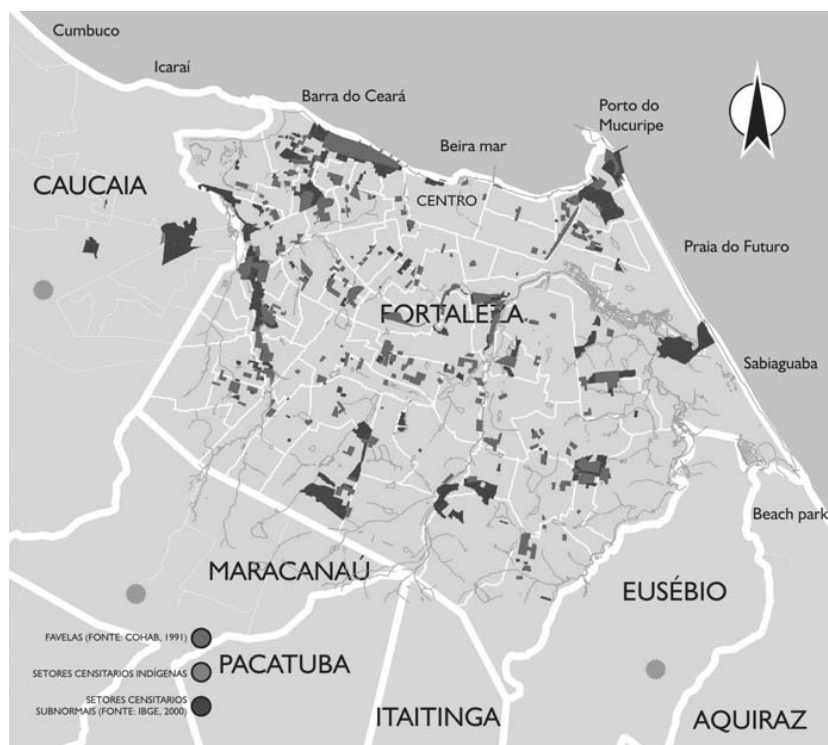 Cumbuco
Icaraí
Barra do Ceará
Porto do
Mucuripe
Beira mar
CAUCAIA
CENTRO
Praia do Futuro
FORTALEZA
Sabiaguaba
Beach park
MARACANAÚ
EUSÉBIO
FAVELAS (FONTE: COHAB, 1991)
SETORES CENSITARIOS INDÍGENAS
SETORES CENSITARIOS
SUBNORMAIS (FONTE: IBGE, 2000)
PACATUBA
ITAITINGA
AQUIRAZ